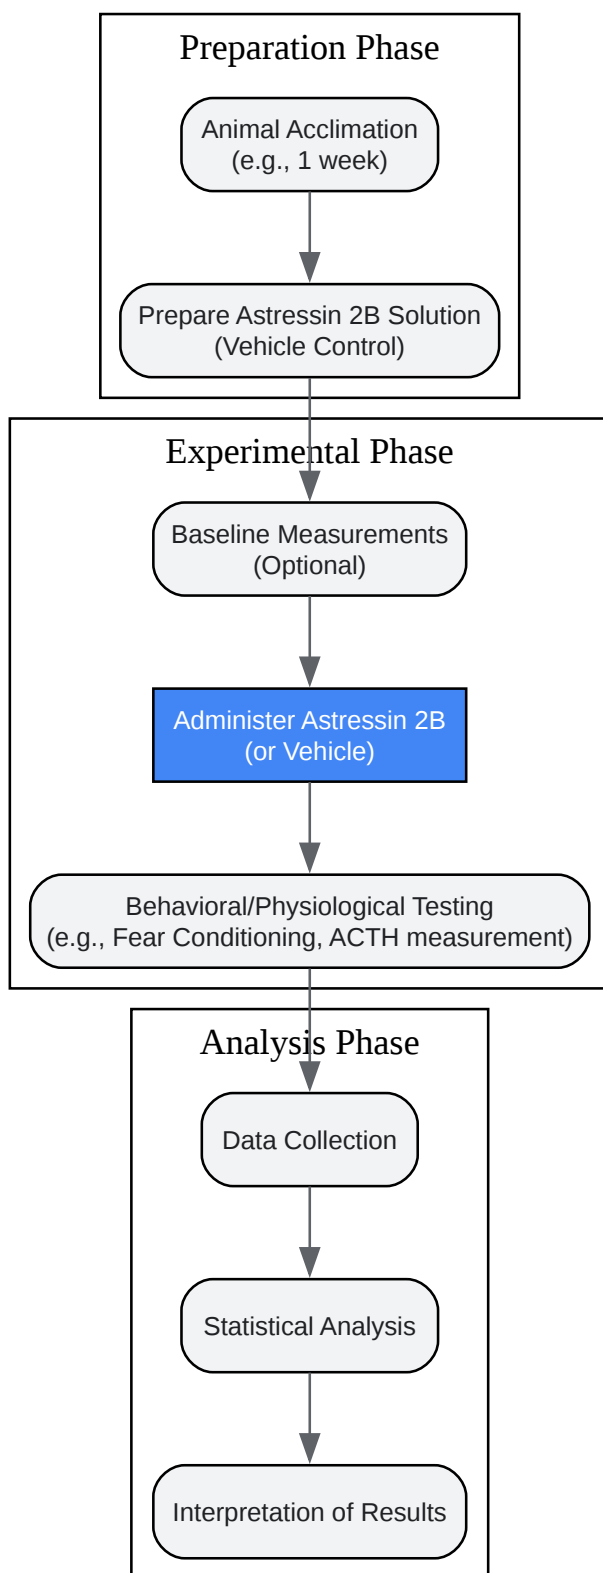 Preparation Phase
Animal Acclimation
(e.g., 1 week)
Prepare Astressin 2B Solution
(Vehicle Control)
Experimental Phase
Baseline Measurements
(Optional)
Administer Astressin 2B
(or Vehicle)
Behavioral/Physiological Testing
(e.g., Fear Conditioning, ACTH measurement)
Analysis Phase
Data Collection
Statistical Analysis
Interpretation of Results